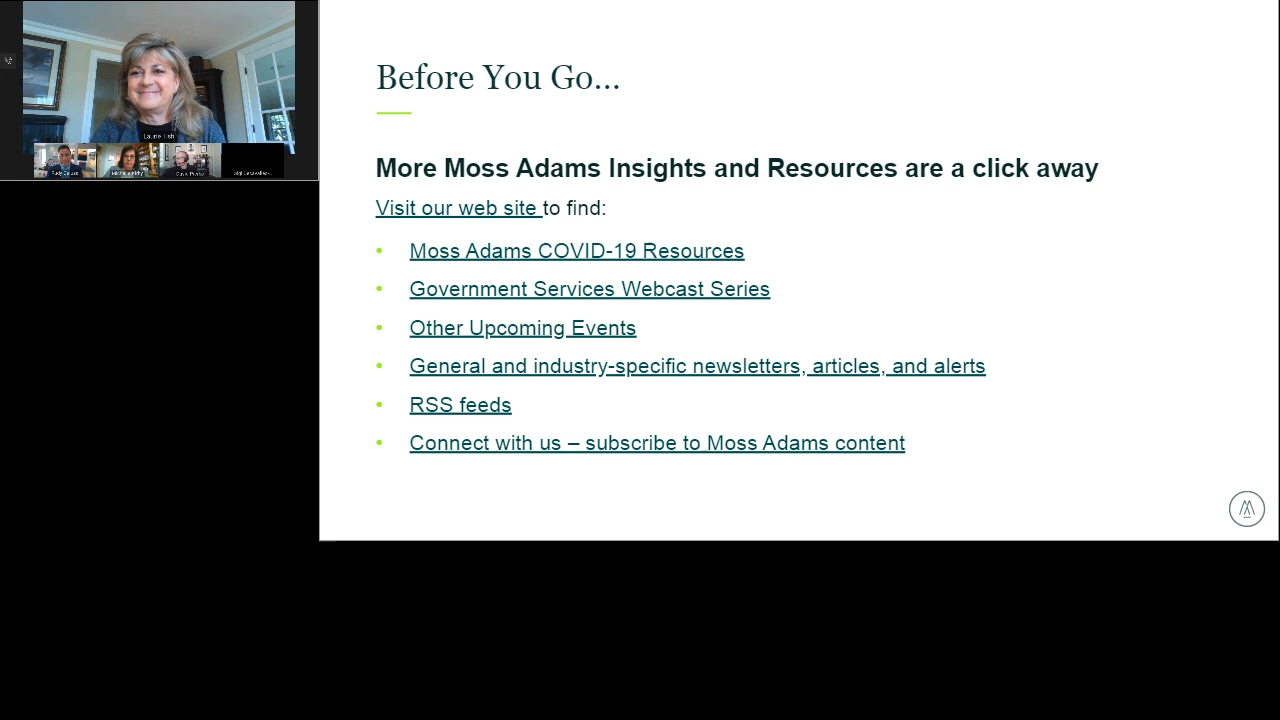 Before You Go...
More Moss Adams Insights and Resources are a click away
Visit our web site to find:
• Moss Adams COVID-19 Resources
• Government Services Webcast Series
• Other Upcoming Events
• General and industry-specific newsletters, articles, and alerts
• RSS feeds
• Connect with us – subscribe to Moss Adams content